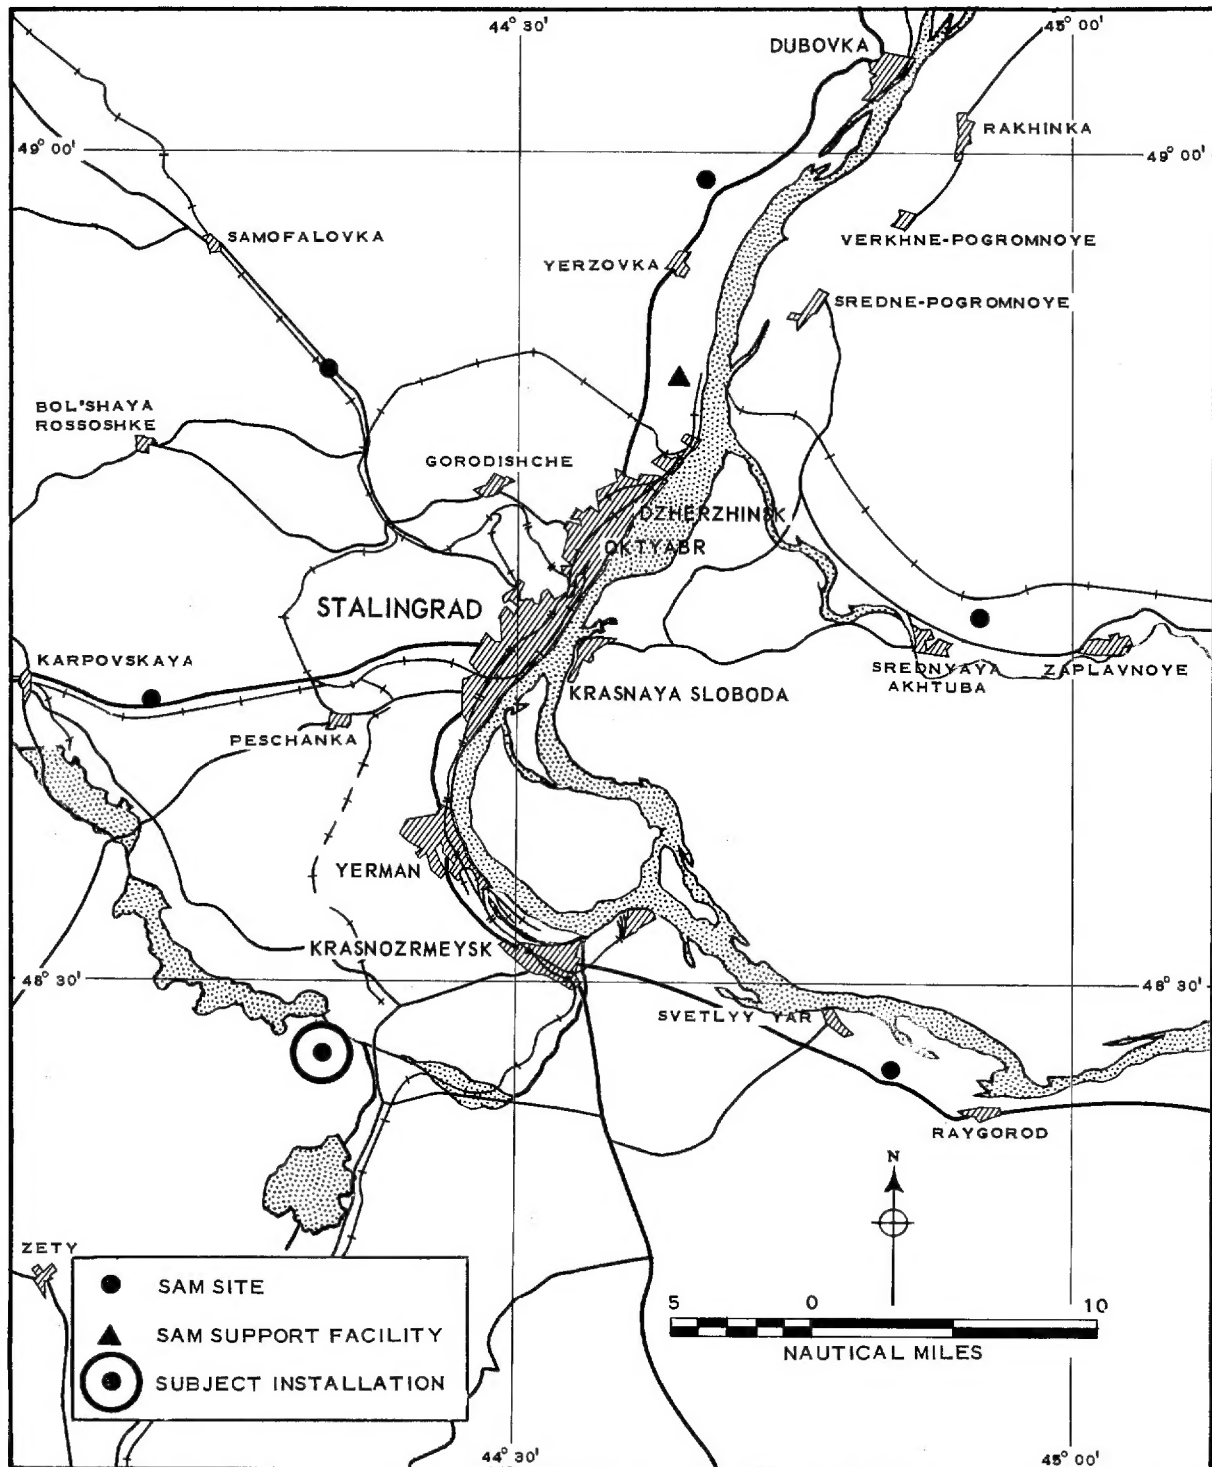 44° 30'
45° 00'
DUBOVKA
RAKHINKA
49° 00'
49° 00'
SAMOFALOVKA
VERKHNE-POGROMNOYE
YERZOVKA
SREDNE-POGROMNOYE
BOL'SHAYA
ROSSOSHKE
GORODISHCHE
DZHERZHINSK
OKTYABR
STALINGRAD
KARPOVSKAYA
SREDNYAYA
AKHTUBA
ZAPLAVNOYE
KRASNAYA SLOBODA
PESCHANKA
YERMAN
KRASNOZRMEYSK
48° 30'
48° 30'
SVETLYY YAR
RAYGOROD
N
ZETY
SAM SITE
SAM SUPPORT FACILITY
SUBJECT INSTALLATION
5 0 10
NAUTICAL MILES
44° 30'
45° 00'